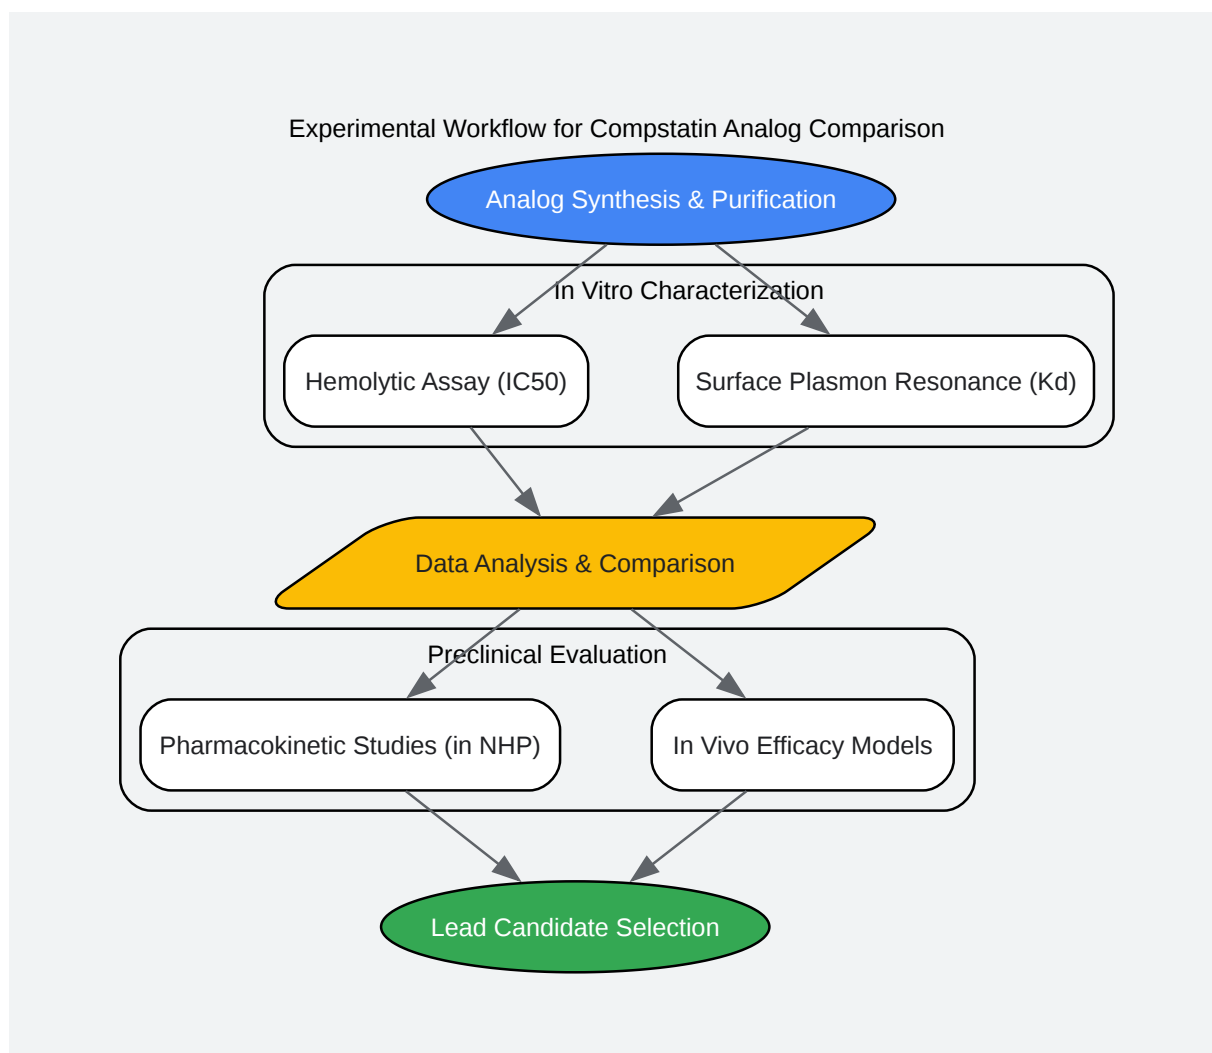 Experimental Workflow for Compstatin Analog Comparison
Analog Synthesis & Purification
In Vitro Characterization
Hemolytic Assay (IC50)
Surface Plasmon Resonance (Kd)
Data Analysis & Comparison
Preclinical Evaluation
Pharmacokinetic Studies (in NHP)
In Vivo Efficacy Models
Lead Candidate Selection